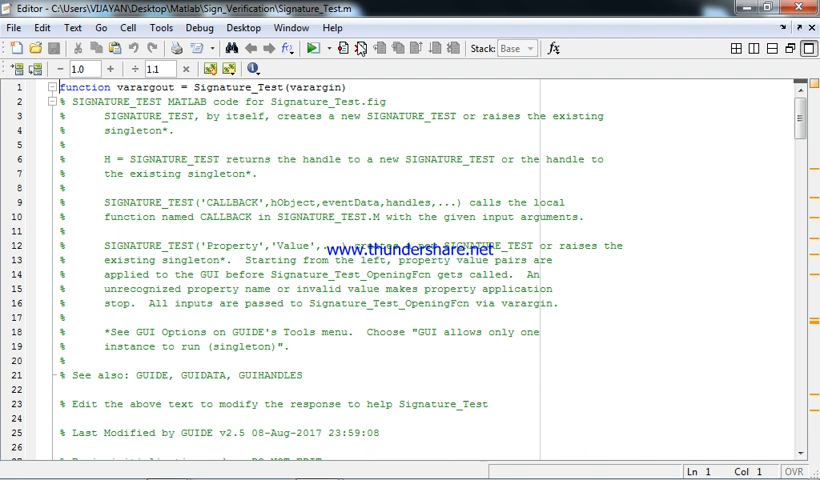 Editor - C:\Users\VIJAYAN\Desktop\Matlab\Sign_Verification\Signature_Test.m
File Edit Text Go Cell Tools Debug Desktop Window Help
Stack: Base fx
1.0 1.1
1 function varargout = Signature_Test(varargin)
2 % SIGNATURE_TEST MATLAB code for Signature_Test.fig
3 % SIGNATURE_TEST, by itself, creates a new SIGNATURE_TEST or raises the existing
4 % singleton*.
5 %
6 % H = SIGNATURE_TEST returns the handle to a new SIGNATURE_TEST or the handle to
7 % the existing singleton*.
8 %
9 % SIGNATURE_TEST('CALLBACK',hObject,eventData,handles,...) calls the local
10 % function named CALLBACK in SIGNATURE_TEST.M with the given input arguments.
11 %
12 % SIGNATURE_TEST('Property','Value',...) creates a new SIGNATURE_TEST or raises the
www.thundershare.net
13 % existing singleton*. Starting from the left, property value pairs are
14 % applied to the GUI before Signature_Test_OpeningFcn gets called. An
15 % unrecognized property name or invalid value makes property application
16 % stop. All inputs are passed to Signature_Test_OpeningFcn via varargin.
17 %
18 % *See GUI Options on GUIDE's Tools menu. Choose "GUI allows only one
19 % instance to run (singleton)".
20 %
21 % See also: GUIDE, GUIDATA, GUIHANDLES
22
23 % Edit the above text to modify the response to help Signature_Test
24
25 % Last Modified by GUIDE v2.5 08-Aug-2017 23:59:08
26
Ln 1 Col 1 OVR